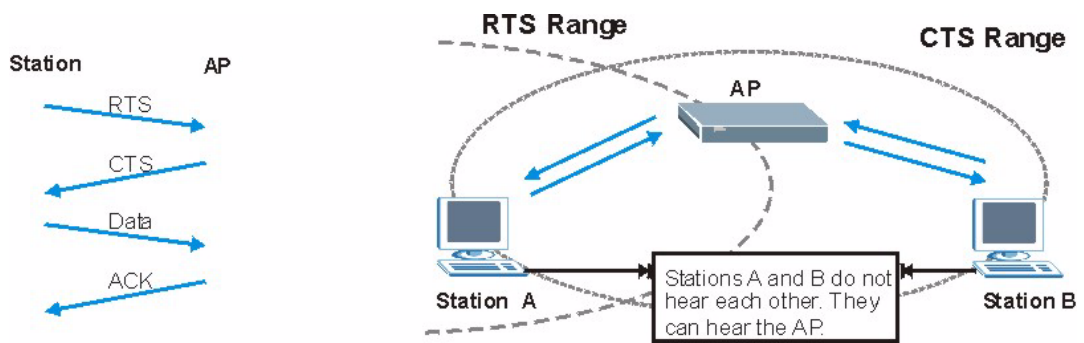 Station
AP
RTS
CTS
Data
ACK
RTS Range
CTS Range
AP
Station A
Stations A and B do not
hear each other. They
can hear the AP.
Station B